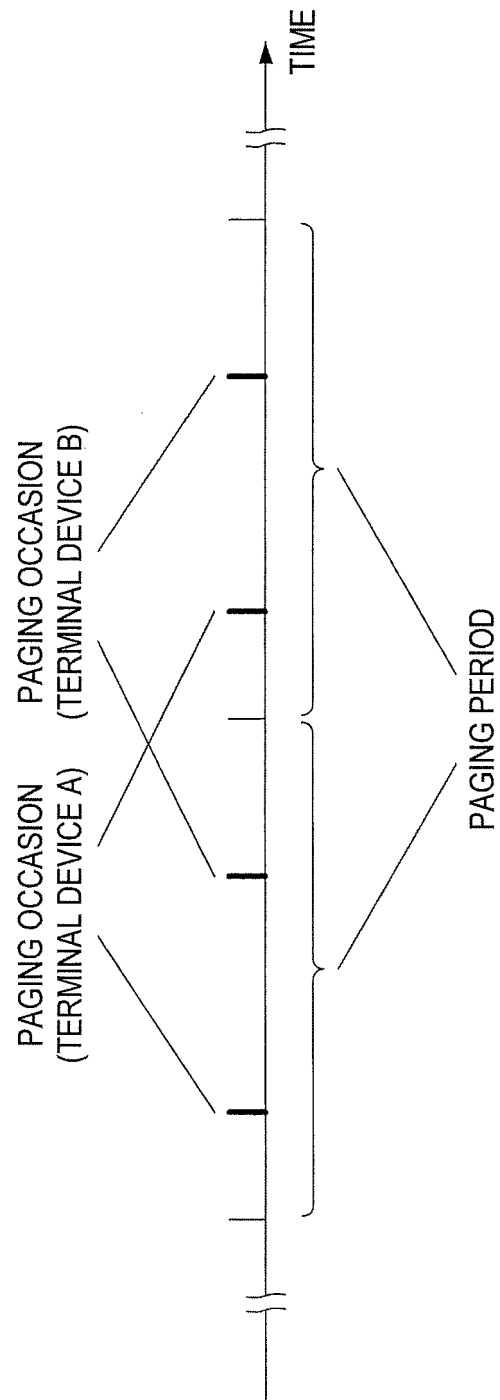 PAGING OCCASION
(TERMINAL DEVICE A)
PAGING OCCASION
(TERMINAL DEVICE B)
TIME
PAGING PERIOD